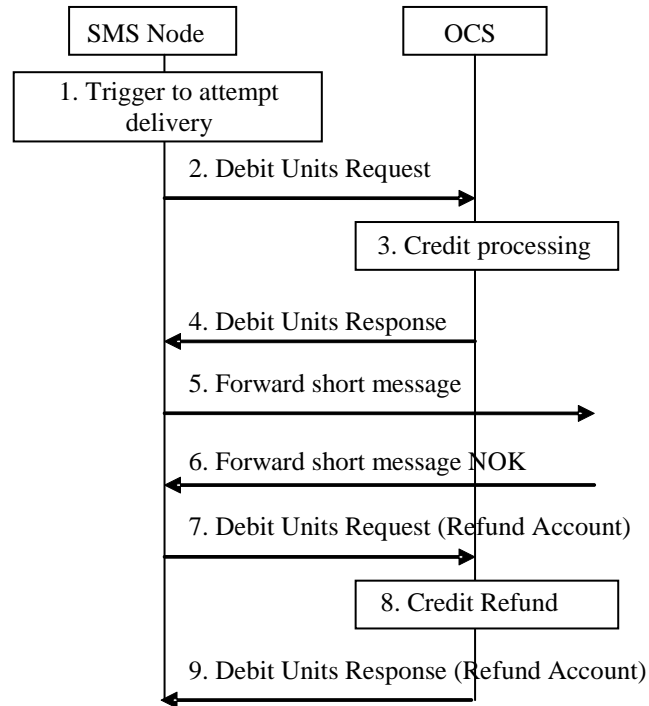 SMS Node
OCS
1. Trigger to attempt
delivery
2. Debit Units Request
3. Credit processing
4. Debit Units Response
5. Forward short message
6. Forward short message NOK
7. Debit Units Request (Refund Account)
8. Credit Refund
9. Debit Units Response (Refund Account)